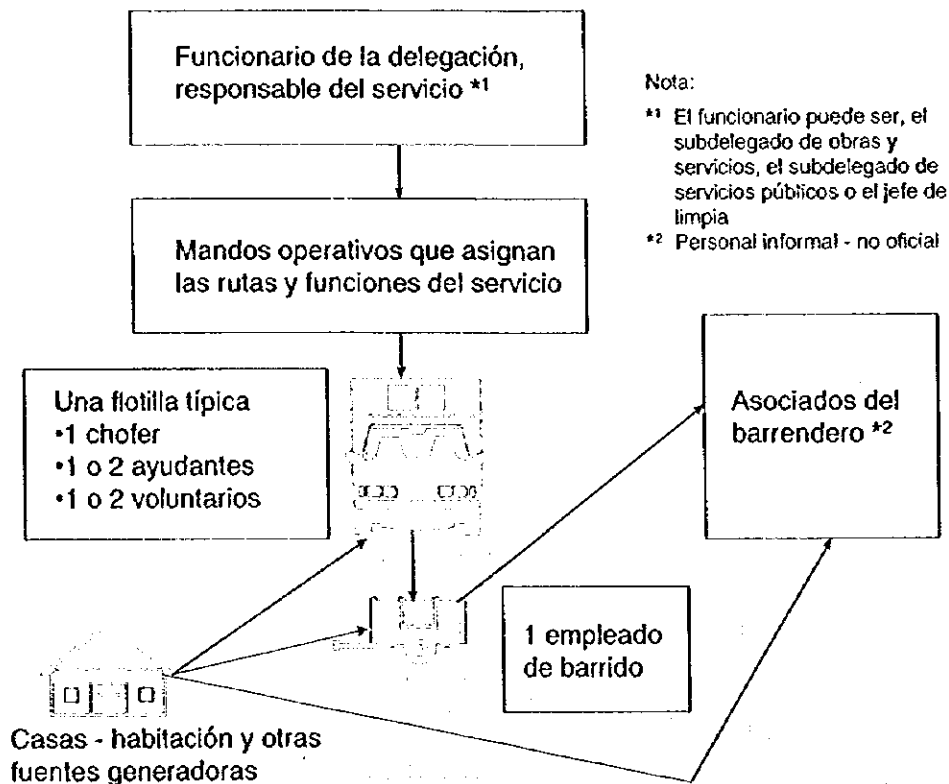 Funcionario de la delegación,
responsable del servicio *1
Nota:
*1 El funcionario puede ser, el
subdelegado de obras y
servicios, el subdelegado de
servicios públicos o el jefe de
limpia
*2 Personal informal - no oficial
Mandos operativos que asignan
las rutas y funciones del servicio
Una flotilla típica
•1 chofer
•1 o 2 ayudantes
•1 o 2 voluntarios
Asociados del
barrendero *2
1 empleado
de barrido
Casas - habitación y otras
fuentes generadoras